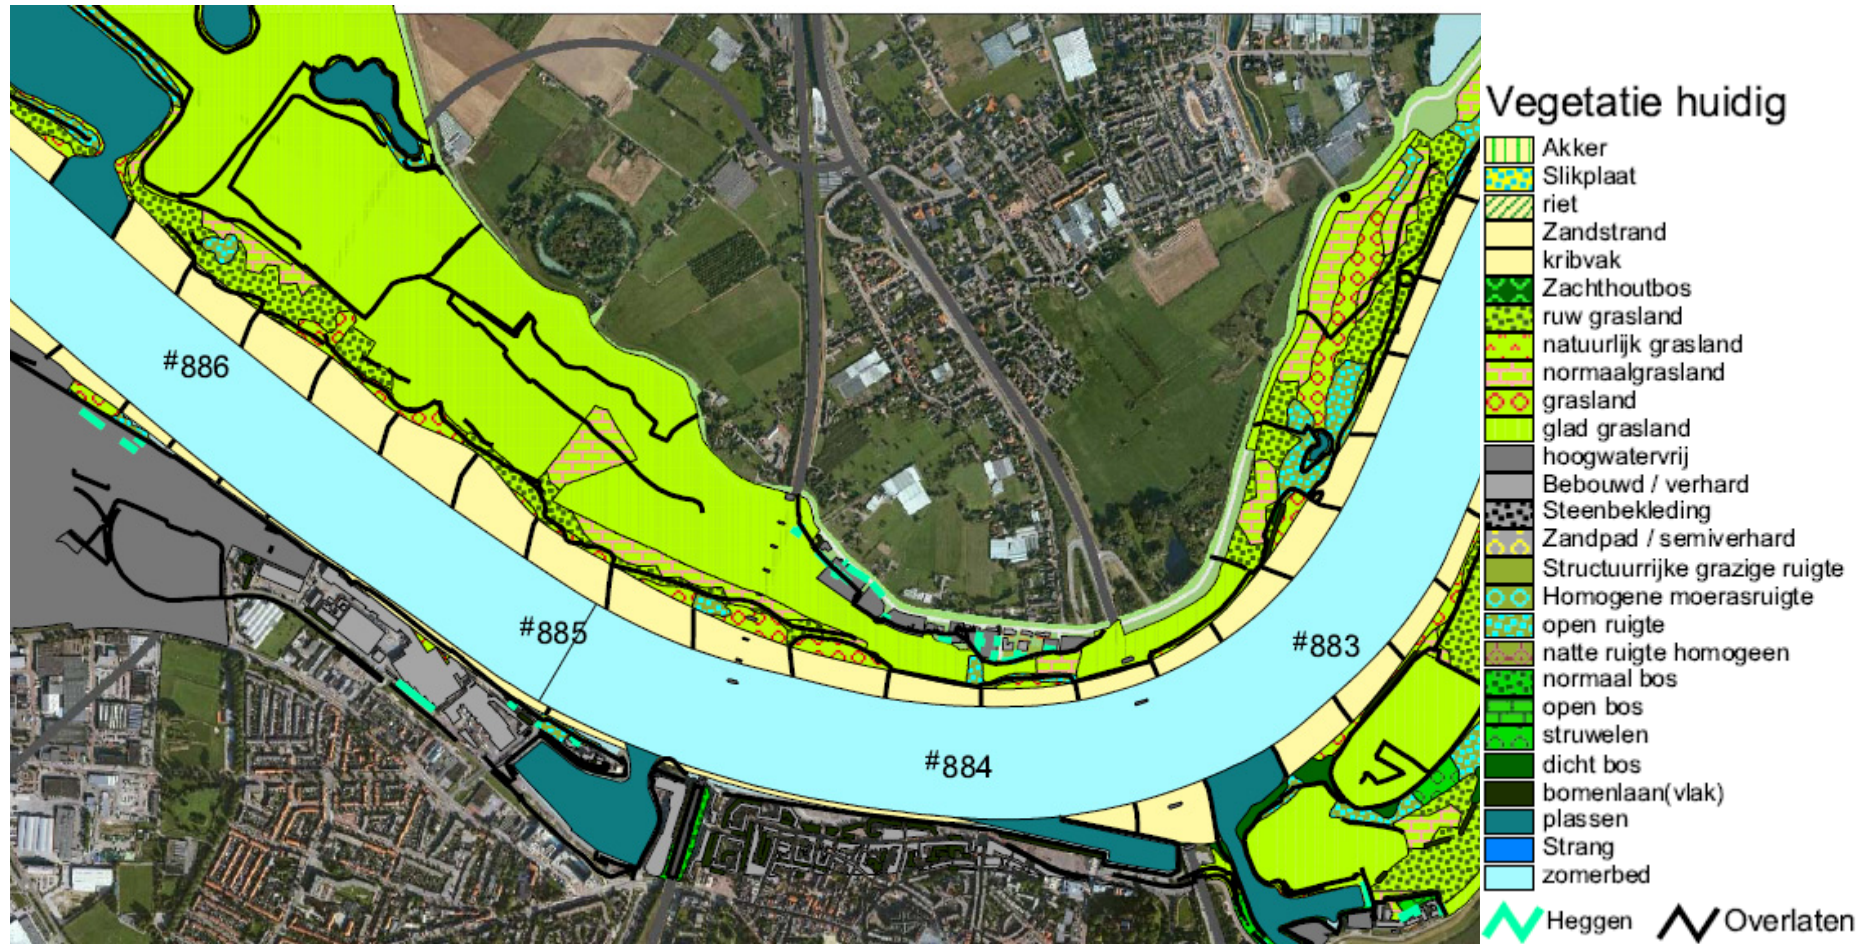 #886
#885
#884
#883
Vegetatie huidig
Akker
Slikplaat
riet
Zandstrand
kribvak
Zachthoutbos
ruw grasland
natuurlijk grasland
normaalgrasland
grasland
glad grasland
hoogwatervrij
Bebouwd / verhard
Steenbekleding
Zandpad / semiverhard
Structuurrijke grazige ruigte
Homogene moerasruigte
open ruigte
natte ruigte homogeen
normaal bos
open bos
struwelen
dicht bos
bomenlaan(vlak)
plassen
Strang
zomerbed
Heggen Overlaten